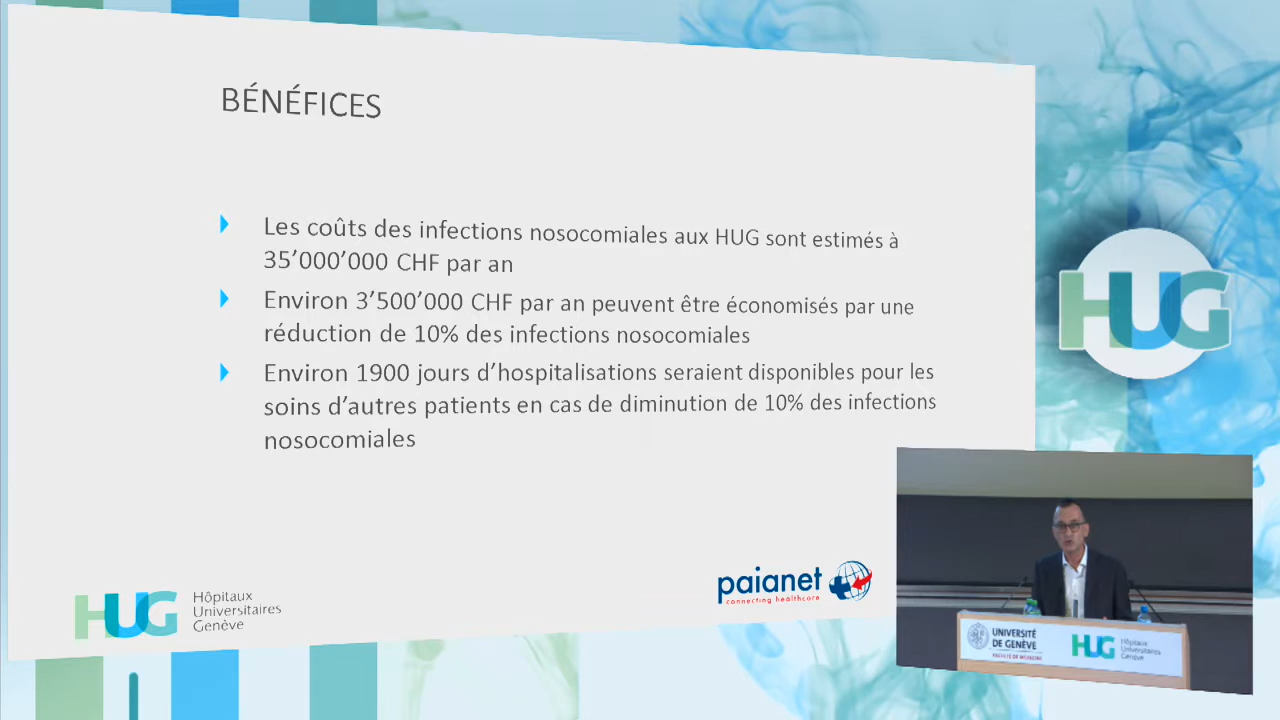 BÉNÉFICES
Les coûts des infections nosocomiales aux HUG sont estimés à
35’000’000 CHF par an
Environ 3’500’000 CHF par an peuvent être économisés par une
réduction de 10% des infections nosocomiales
Environ 1900 jours d’hospitalisations seraient disponibles pour les
soins d’autres patients en cas de diminution de 10% des infections
nosocomiales
HUG
Hôpitaux
Universitaires
Genève
paianet
connecting healthcare
HUG
UNIVERSITÉ
DE GENÈVE
FACULTÉ DE MÉDECINE
HUG
Hôpitaux
Universitaires
Genève